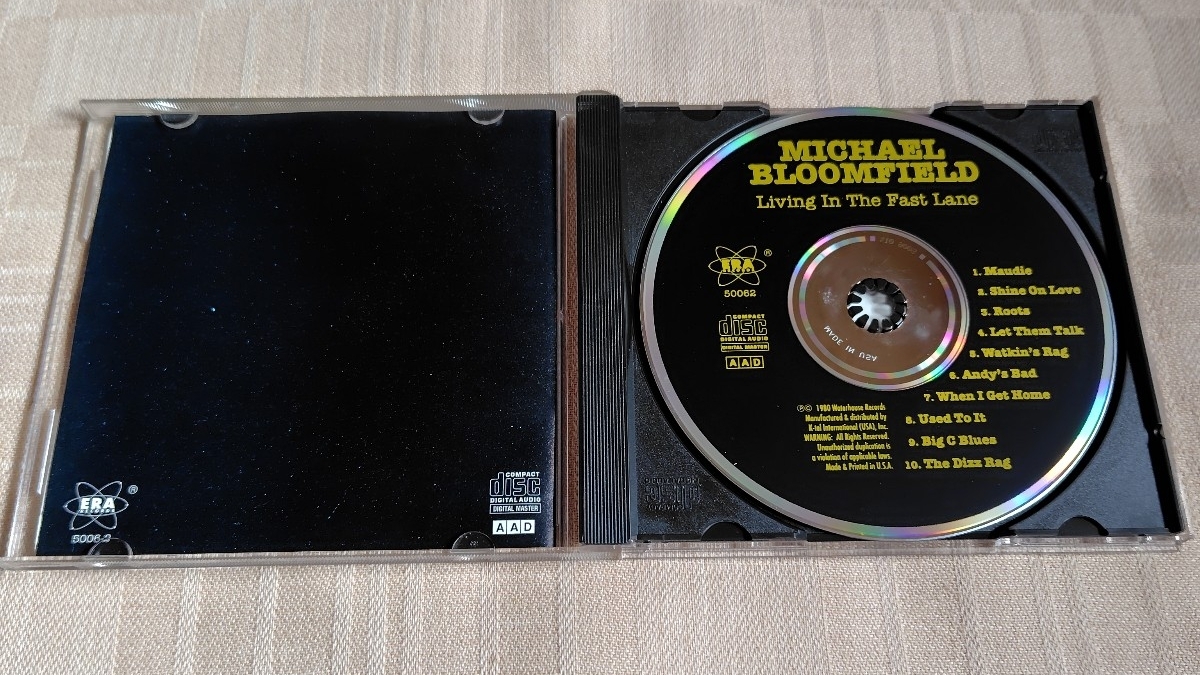 ERA
RECORDS
®
5006-2
COMPACT
disc
DIGITAL AUDIO
DIGITAL MASTER
AAD
MICHAEL
BLOOMFIELD
Living In The Fast Lane
ERA
RECORDS
®
50062
COMPACT
disc
DIGITAL AUDIO
DIGITAL MASTER
AAD
MADE IN USA
1. Maudie
2. Shine On Love
3. Roots
4. Let Them Talk
5. Watkin's Rag
6. Andy's Bad
7. When I Get Home
8. Used To It
9. Big C Blues
10. The Dizz Rag
℗© 1980 Waterhouse Records
Manufactured & distributed by
K-tel International (USA), Inc.
WARNING: All Rights Reserved.
Unauthorized duplication is
a violation of applicable laws.
Made & Printed in U.S.A.